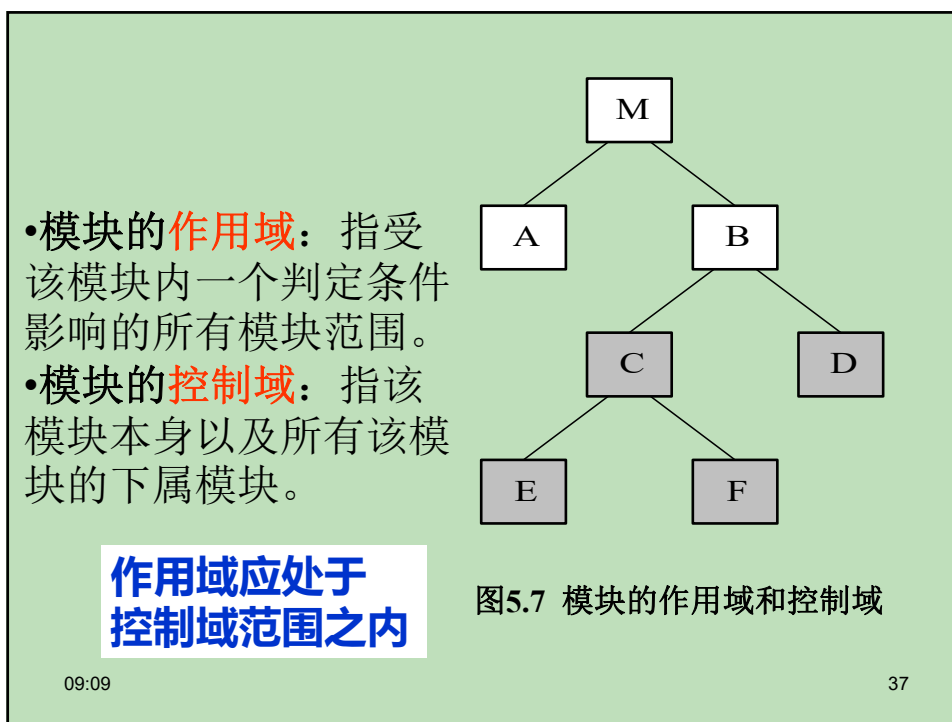 •模块的作用域：指受
该模块内一个判定条件
影响的所有模块范围。
•模块的控制域：指该
模块本身以及所有该模
块的下属模块。
作用域应处于
控制域范围之内
M
A
B
C
D
E
F
图5.7 模块的作用域和控制域
09:09
37